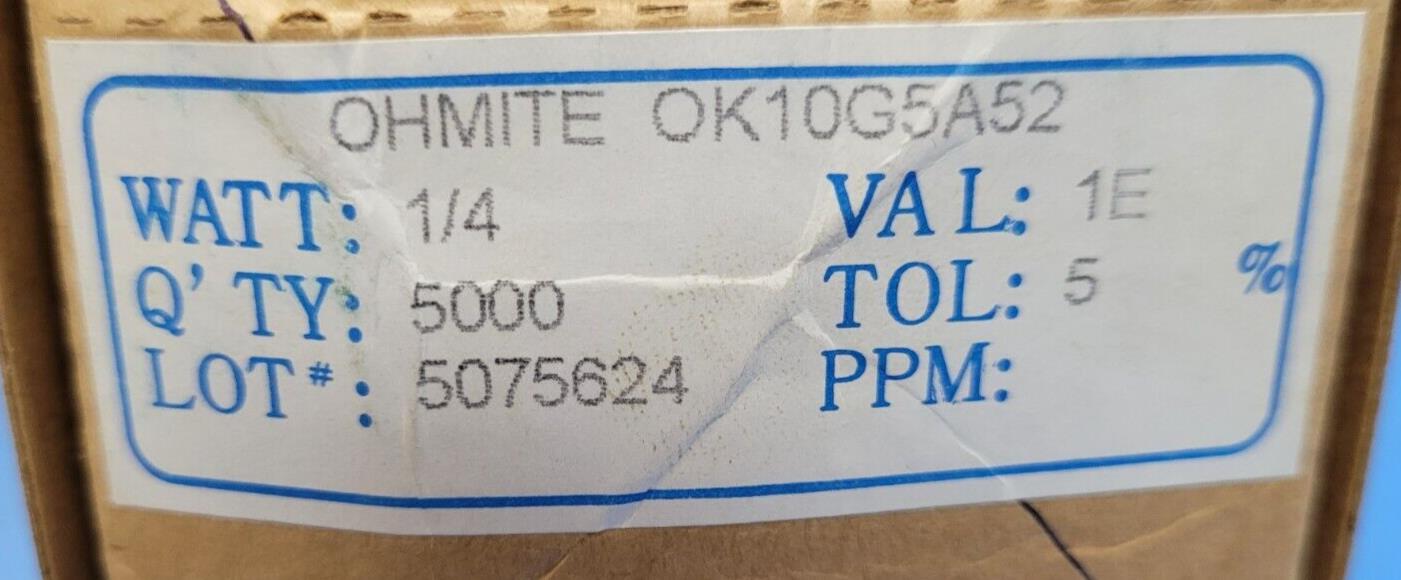 OHMITE OK10G5A52
WATT: 1/4 VAL: 1E
Q'TY: 5000 TOL: 5 %
LOT#: 5075624 PPM: